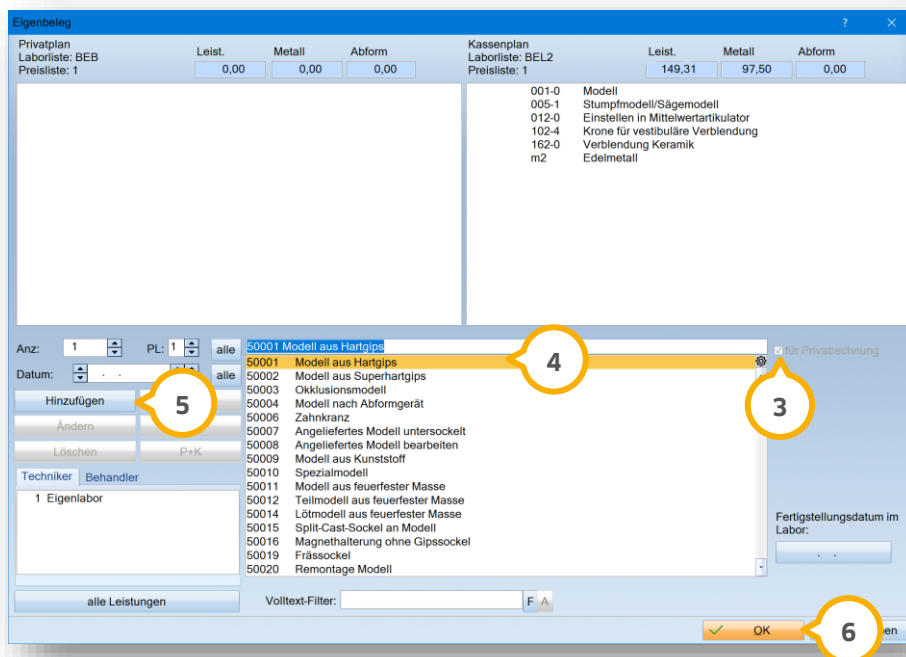 Eigenbeleg ? ×
Privatplan
Laborliste: BEB Leist. Metall Abform
Preisliste: 1 0,00 0,00 0,00
Kassenplan
Laborliste: BEL2 Leist. Metall Abform
Preisliste: 1 149,31 97,50 0,00
001-0 Modell
005-1 Stumpfmodell/Sägemodell
012-0 Einstellen in Mittelwertartikulator
102-4 Krone für vestibuläre Verblendung
162-0 Verblendung Keramik
m2 Edelmetall
Anz: 1 PL: 1 alle
Datum: . . alle
Hinzufügen
5
Ändern
Löschen P+K
Techniker Behandler
1 Eigenlabor
alle Leistungen
50001 Modell aus Hartgips
50001 Modell aus Hartgips
50002 Modell aus Superhartgips
50003 Okklusionsmodell
50004 Modell nach Abformgerät
50006 Zahnkranz
50007 Angeliefertes Modell untersockelt
50008 Angeliefertes Modell bearbeiten
50009 Modell aus Kunststoff
50010 Spezialmodell
50011 Modell aus feuerfester Masse
50012 Teilmodell aus feuerfester Masse
50014 Lötmodell aus feuerfester Masse
50015 Split-Cast-Sockel an Modell
50016 Magnethalterung ohne Gipssockel
50019 Frässockel
50020 Remontage Modell
4
für Privatrechnung
3
Fertigstellungsdatum im
Labor:
. .
Volltext-Filter: F A
OK
6
en